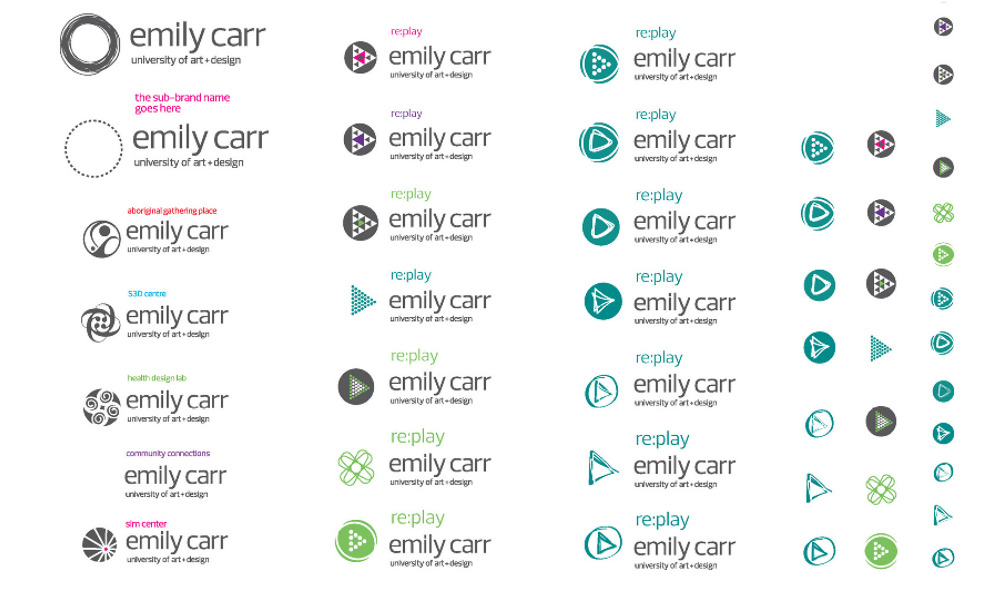 emily carr
university of art+design
the sub-brand name
goes here
emily carr
university of art+design
aboriginal gathering place
emily carr
university of art+design
S3D centre
emily carr
university of art+design
health design lab
emily carr
university of art+design
community connections
emily carr
university of art+design
sim center
emily carr
university of art+design
re:play
emily carr
university of art+design
re:play
emily carr
university of art+design
re:play
emily carr
university of art+design
re:play
emily carr
university of art+design
re:play
emily carr
university of art+design
re:play
emily carr
university of art+design
re:play
emily carr
university of art+design
re:play
emily carr
university of art+design
re:play
emily carr
university of art+design
re:play
emily carr
university of art+design
re:play
emily carr
university of art+design
re:play
emily carr
university of art+design
re:play
emily carr
university of art+design
re:play
emily carr
university of art+design